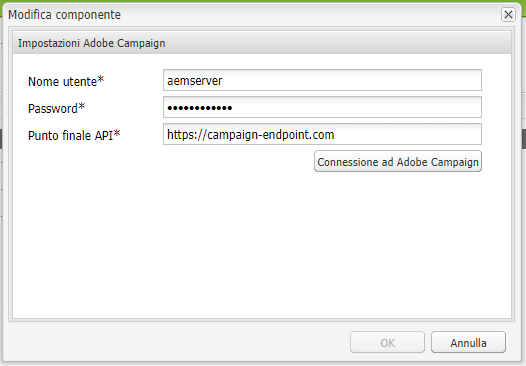 Modifica componente
Impostazioni Adobe Campaign
Nome utente* aemserver
Password* ••••••••••••
Punto finale API* https://campaign-endpoint.com
Connessione ad Adobe Campaign
OK Annulla